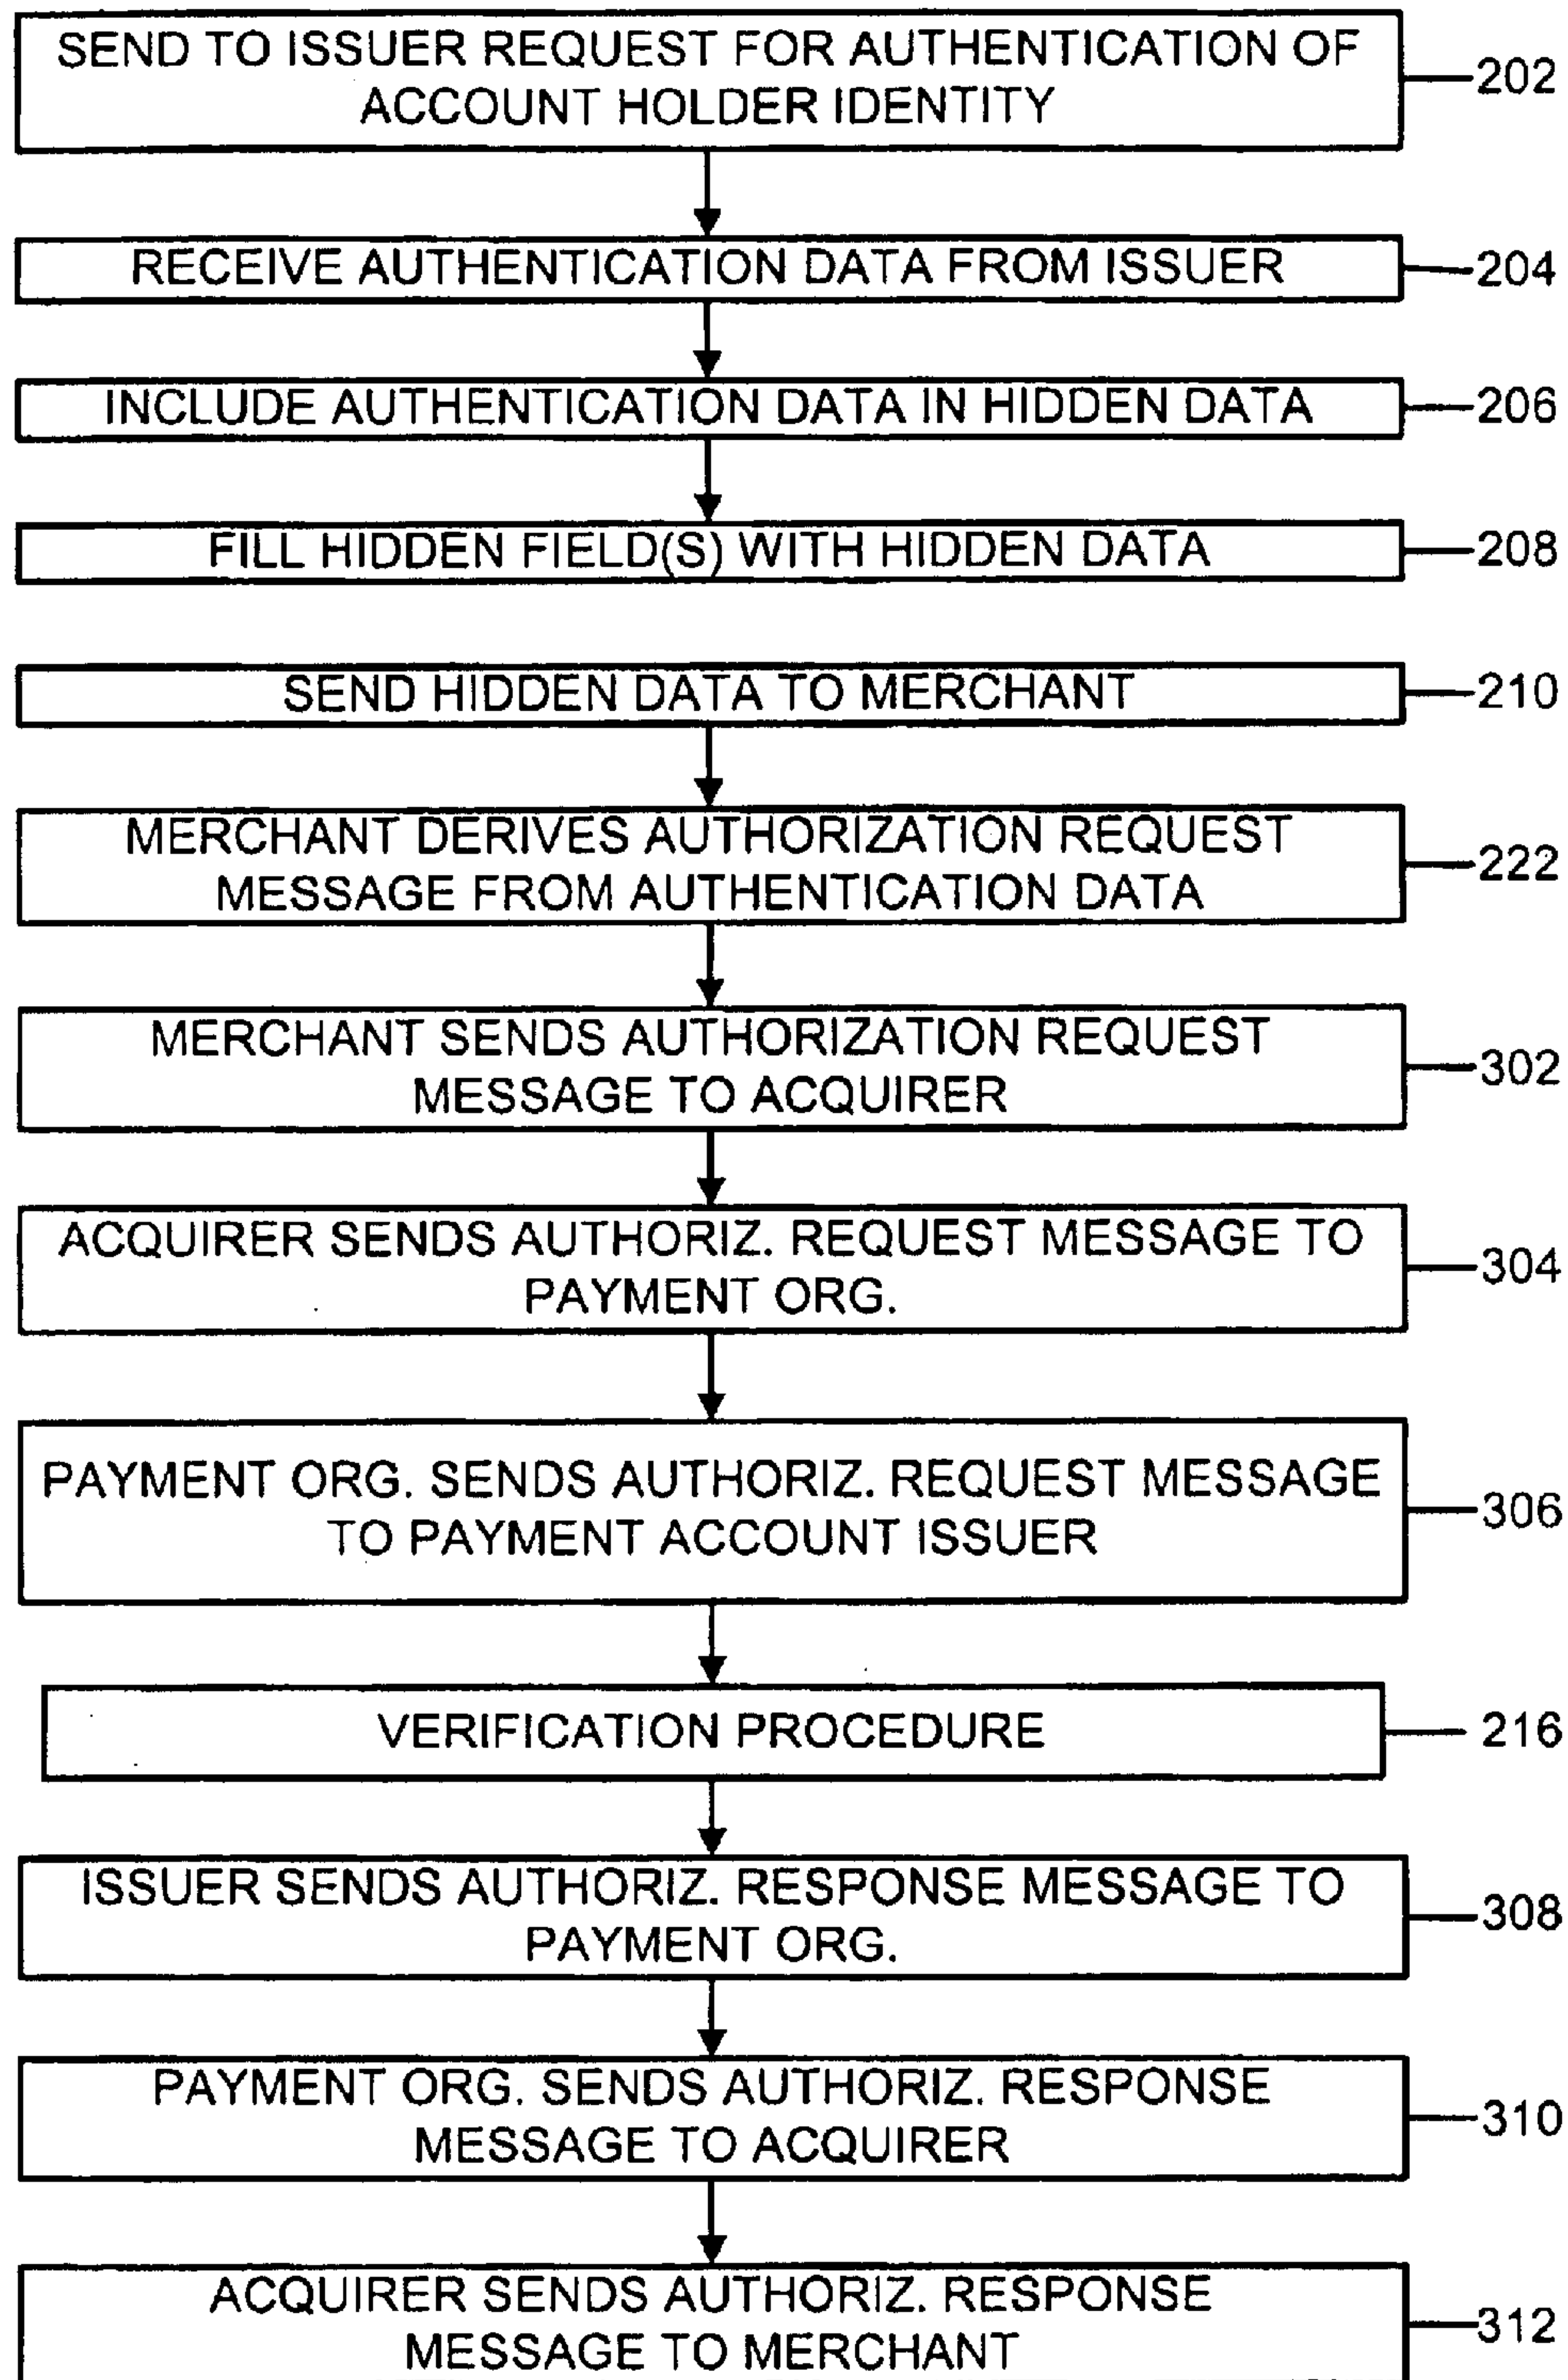 SEND TO ISSUER REQUEST FOR AUTHENTICATION OF
ACCOUNT HOLDER IDENTITY
202
RECEIVE AUTHENTICATION DATA FROM ISSUER
204
INCLUDE AUTHENTICATION DATA IN HIDDEN DATA
206
FILL HIDDEN FIELD(S) WITH HIDDEN DATA
208
SEND HIDDEN DATA TO MERCHANT
210
MERCHANT DERIVES AUTHORIZATION REQUEST
MESSAGE FROM AUTHENTICATION DATA
222
MERCHANT SENDS AUTHORIZATION REQUEST
MESSAGE TO ACQUIRER
302
ACQUIRER SENDS AUTHORIZ. REQUEST MESSAGE TO
PAYMENT ORG.
304
PAYMENT ORG. SENDS AUTHORIZ. REQUEST MESSAGE
TO PAYMENT ACCOUNT ISSUER
306
VERIFICATION PROCEDURE
216
ISSUER SENDS AUTHORIZ. RESPONSE MESSAGE TO
PAYMENT ORG.
308
PAYMENT ORG. SENDS AUTHORIZ. RESPONSE
MESSAGE TO ACQUIRER
310
ACQUIRER SENDS AUTHORIZ. RESPONSE
MESSAGE TO MERCHANT
312